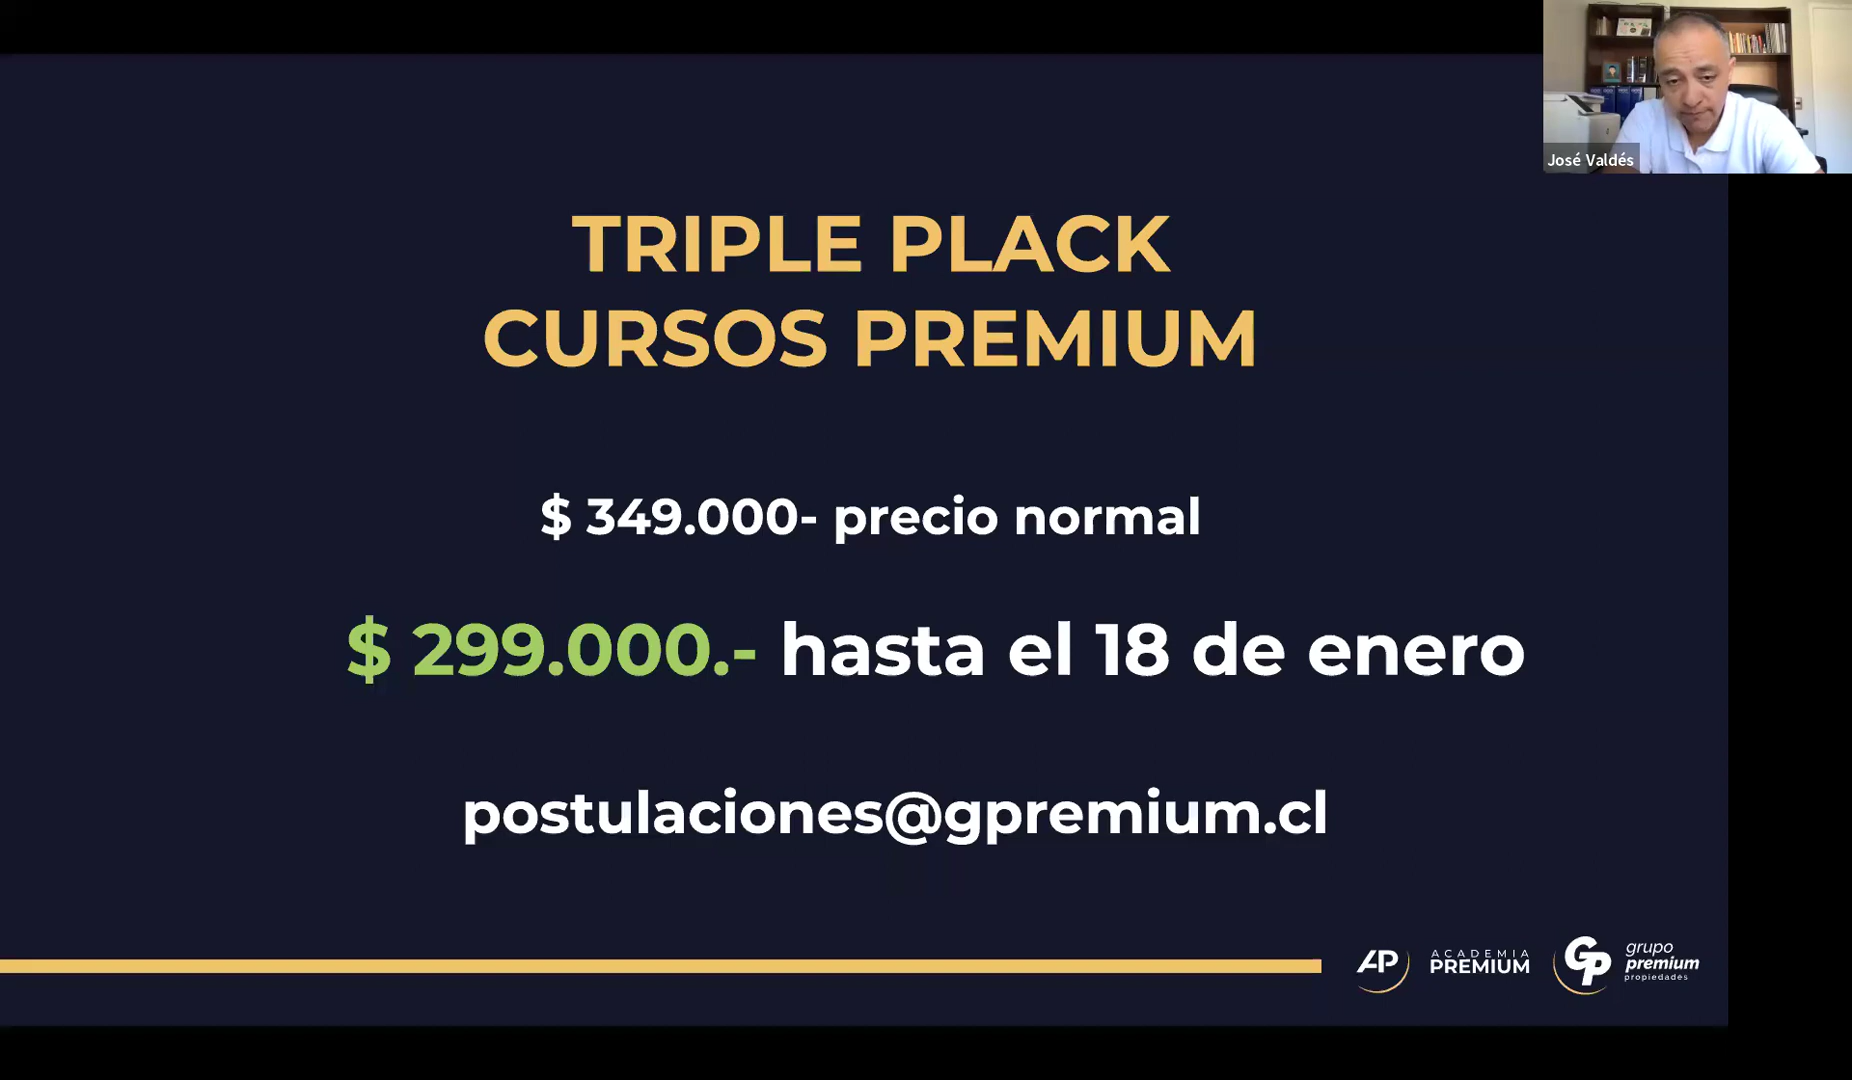 José Valdés
TRIPLE PLACK
CURSOS PREMIUM
$ 349.000- precio normal
$ 299.000.- hasta el 18 de enero
postulaciones@gpremium.cl
AP
ACADEMIA
PREMIUM
GP
grupo
premium
propiedades